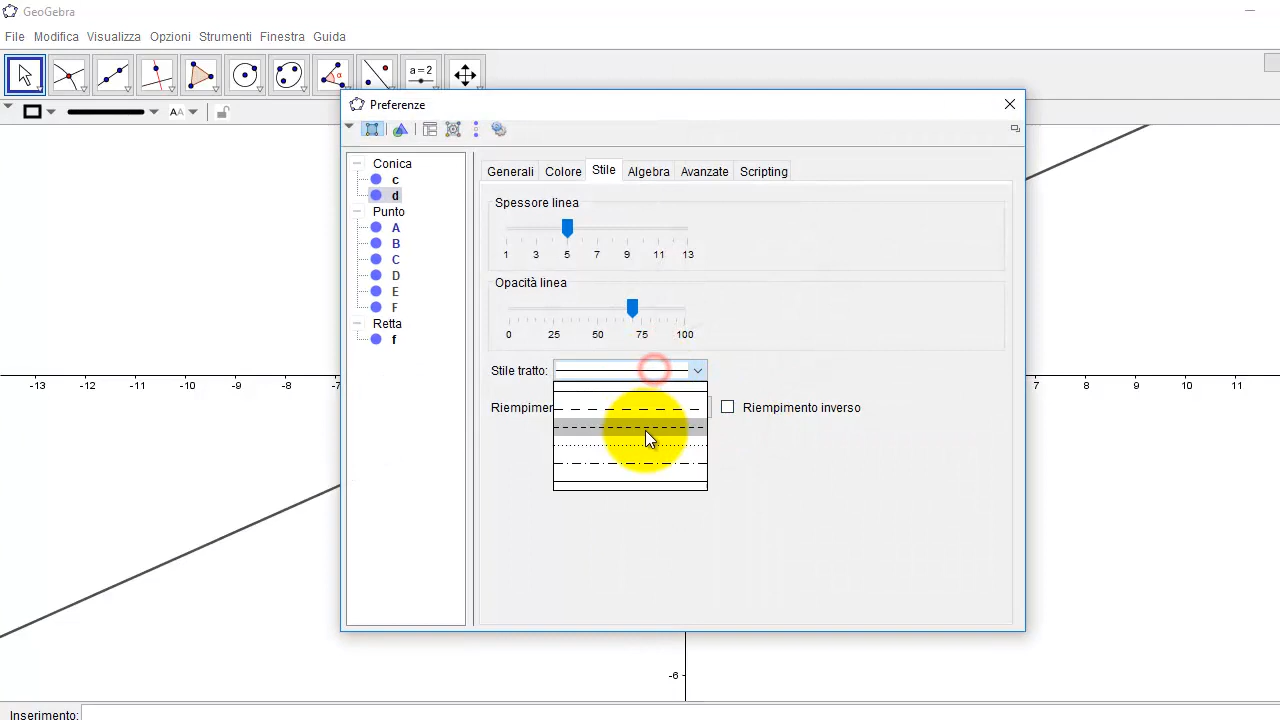 GeoGebra
File Modifica Visualizza Opzioni Strumenti Finestra Guida
α a=2
AA
Preferenze
Generali Colore Stile Algebra Avanzate Scripting
Conica
c
d
Punto
A
B
C
D
E
F
Retta
f
Spessore linea
1 3 5 7 9 11 13
Opacità linea
0 25 50 75 100
Stile tratto:
Riempimen Riempimento inverso
-13 -12 -11 -10 -9 -8 -7 7 8 9 10 11
-6
Inserimento: